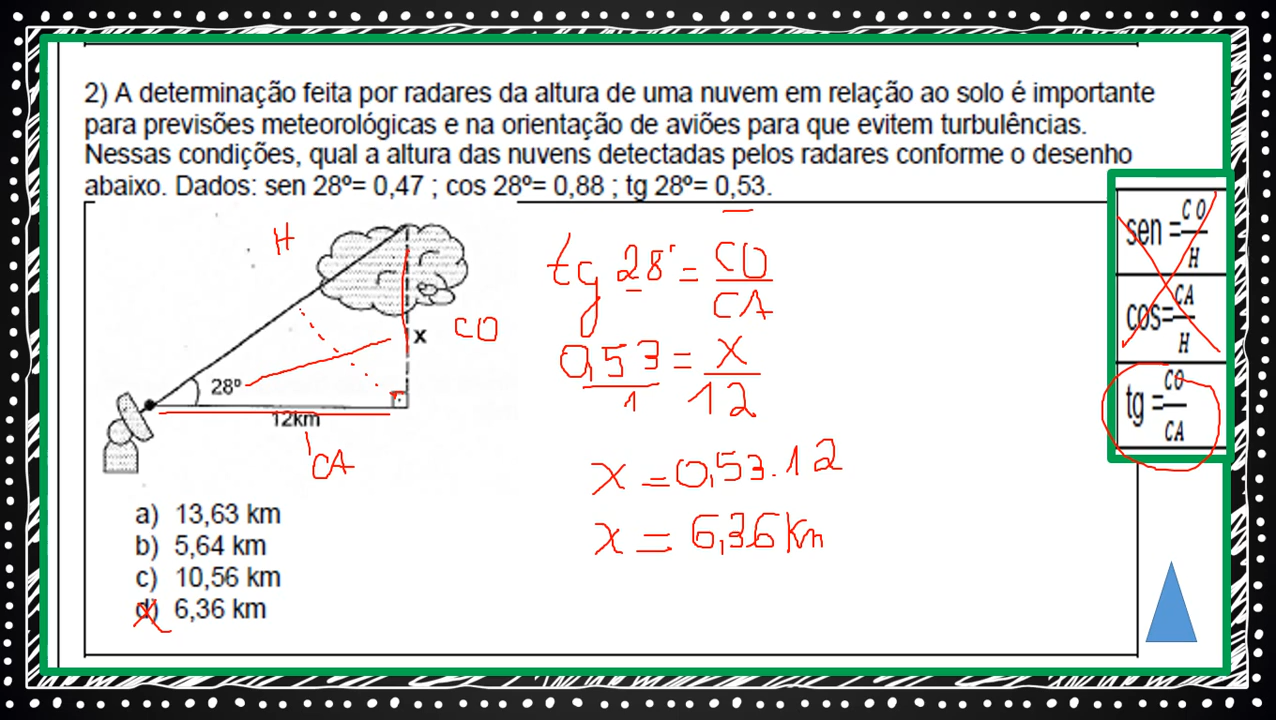 2) A determinação feita por radares da altura de uma nuvem em relação ao solo é importante
para previsões meteorológicas e na orientação de aviões para que evitem turbulências.
Nessas condições, qual a altura das nuvens detectadas pelos radares conforme o desenho
abaixo. Dados: sen 28º= 0,47 ; cos 28º= 0,88 ; tg 28º= 0,53.
H
x
CO
28º
12km
CA
a) 13,63 km
b) 5,64 km
c) 10,56 km
d) 6,36 km
tg 28° = CO/CA
0,53/1 = x/12
x = 0,53.12
x = 6,36 km
sen = CO/H
cos = CA/H
tg = CO/CA